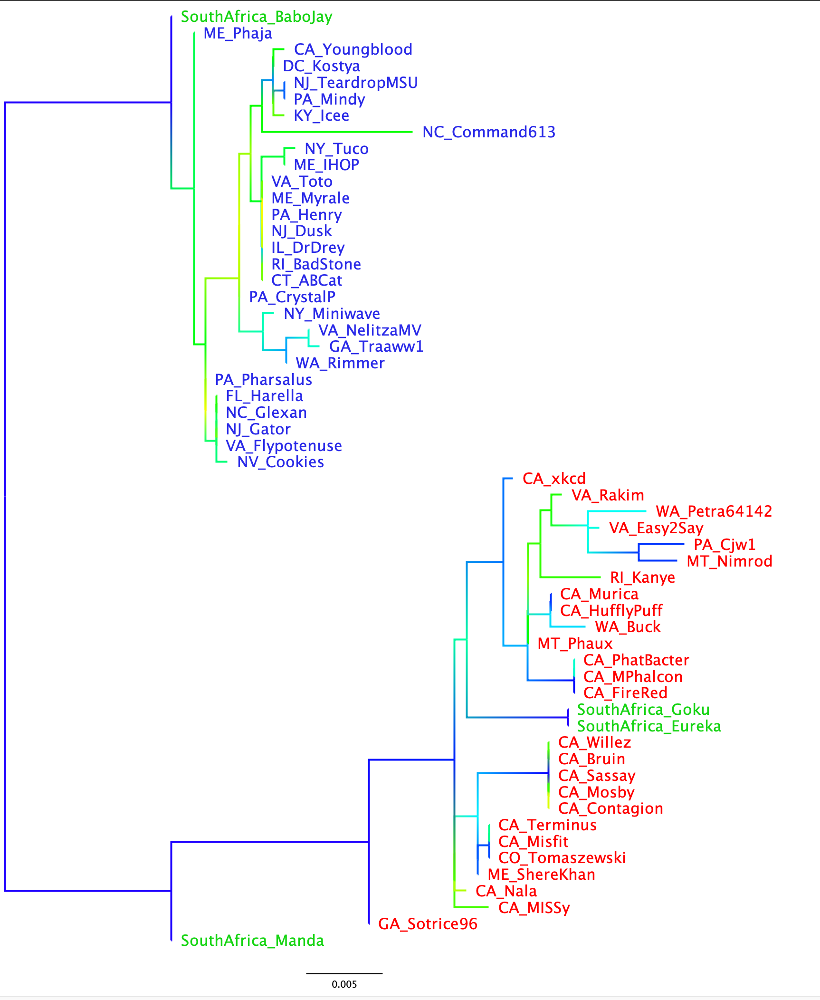 SouthAfrica_BaboJay
ME_Phaja
CA_Youngblood
DC_Kostya
NJ_TeardropMSU
PA_Mindy
KY_Icee
NC_Command613
NY_Tuco
ME_IHOP
VA_Toto
ME_Myrale
PA_Henry
NJ_Dusk
IL_DrDrey
RI_BadStone
CT_ABCat
PA_CrystalP
NY_Miniwave
VA_NelitzaMV
GA_Traaww1
WA_Rimmer
PA_Pharsalus
FL_Harella
NC_Glexan
NJ_Gator
VA_Flypotenuse
NV_Cookies
CA_xkcd
VA_Rakim
WA_Petra64142
VA_Easy2Say
PA_Cjw1
MT_Nimrod
RI_Kanye
CA_Murica
CA_HufflyPuff
WA_Buck
MT_Phaux
CA_PhatBacter
CA_MPhalcon
CA_FireRed
SouthAfrica_Goku
SouthAfrica_Eureka
CA_Willez
CA_Bruin
CA_Sassay
CA_Mosby
CA_Contagion
CA_Terminus
CA_Misfit
CO_Tomaszewski
ME_ShereKhan
CA_Nala
CA_MISSy
GA_Sotrice96
SouthAfrica_Manda
0.005